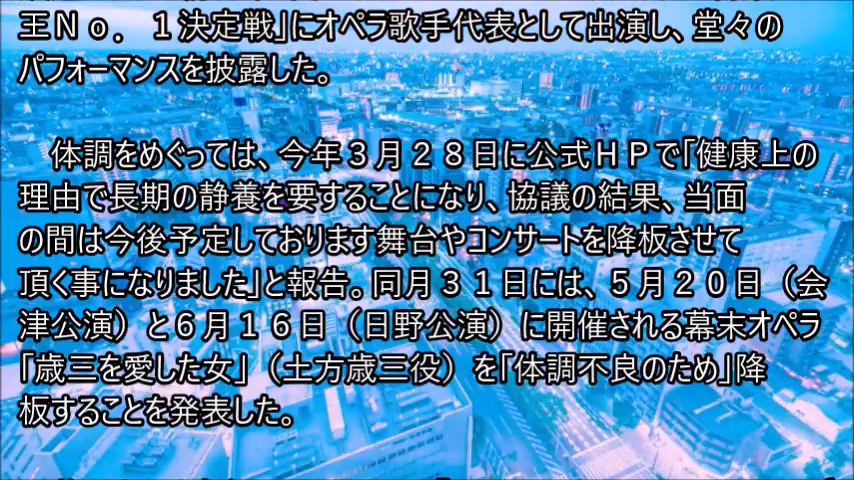 王Ｎｏ．１決定戦」にオペラ歌手代表として出演し、堂々の
パフォーマンスを披露した。
体調をめぐっては、今年３月２８日に公式ＨＰで「健康上の
理由で長期の静養を要することになり、協議の結果、当面
の間は今後予定しております舞台やコンサートを降板させて
頂く事になりました」と報告。同月３１日には、５月２０日（会
津公演）と６月１６日（日野公演）に開催される幕末オペラ
「歳三を愛した女」（土方歳三役）を「体調不良のため」降
板することを発表した。